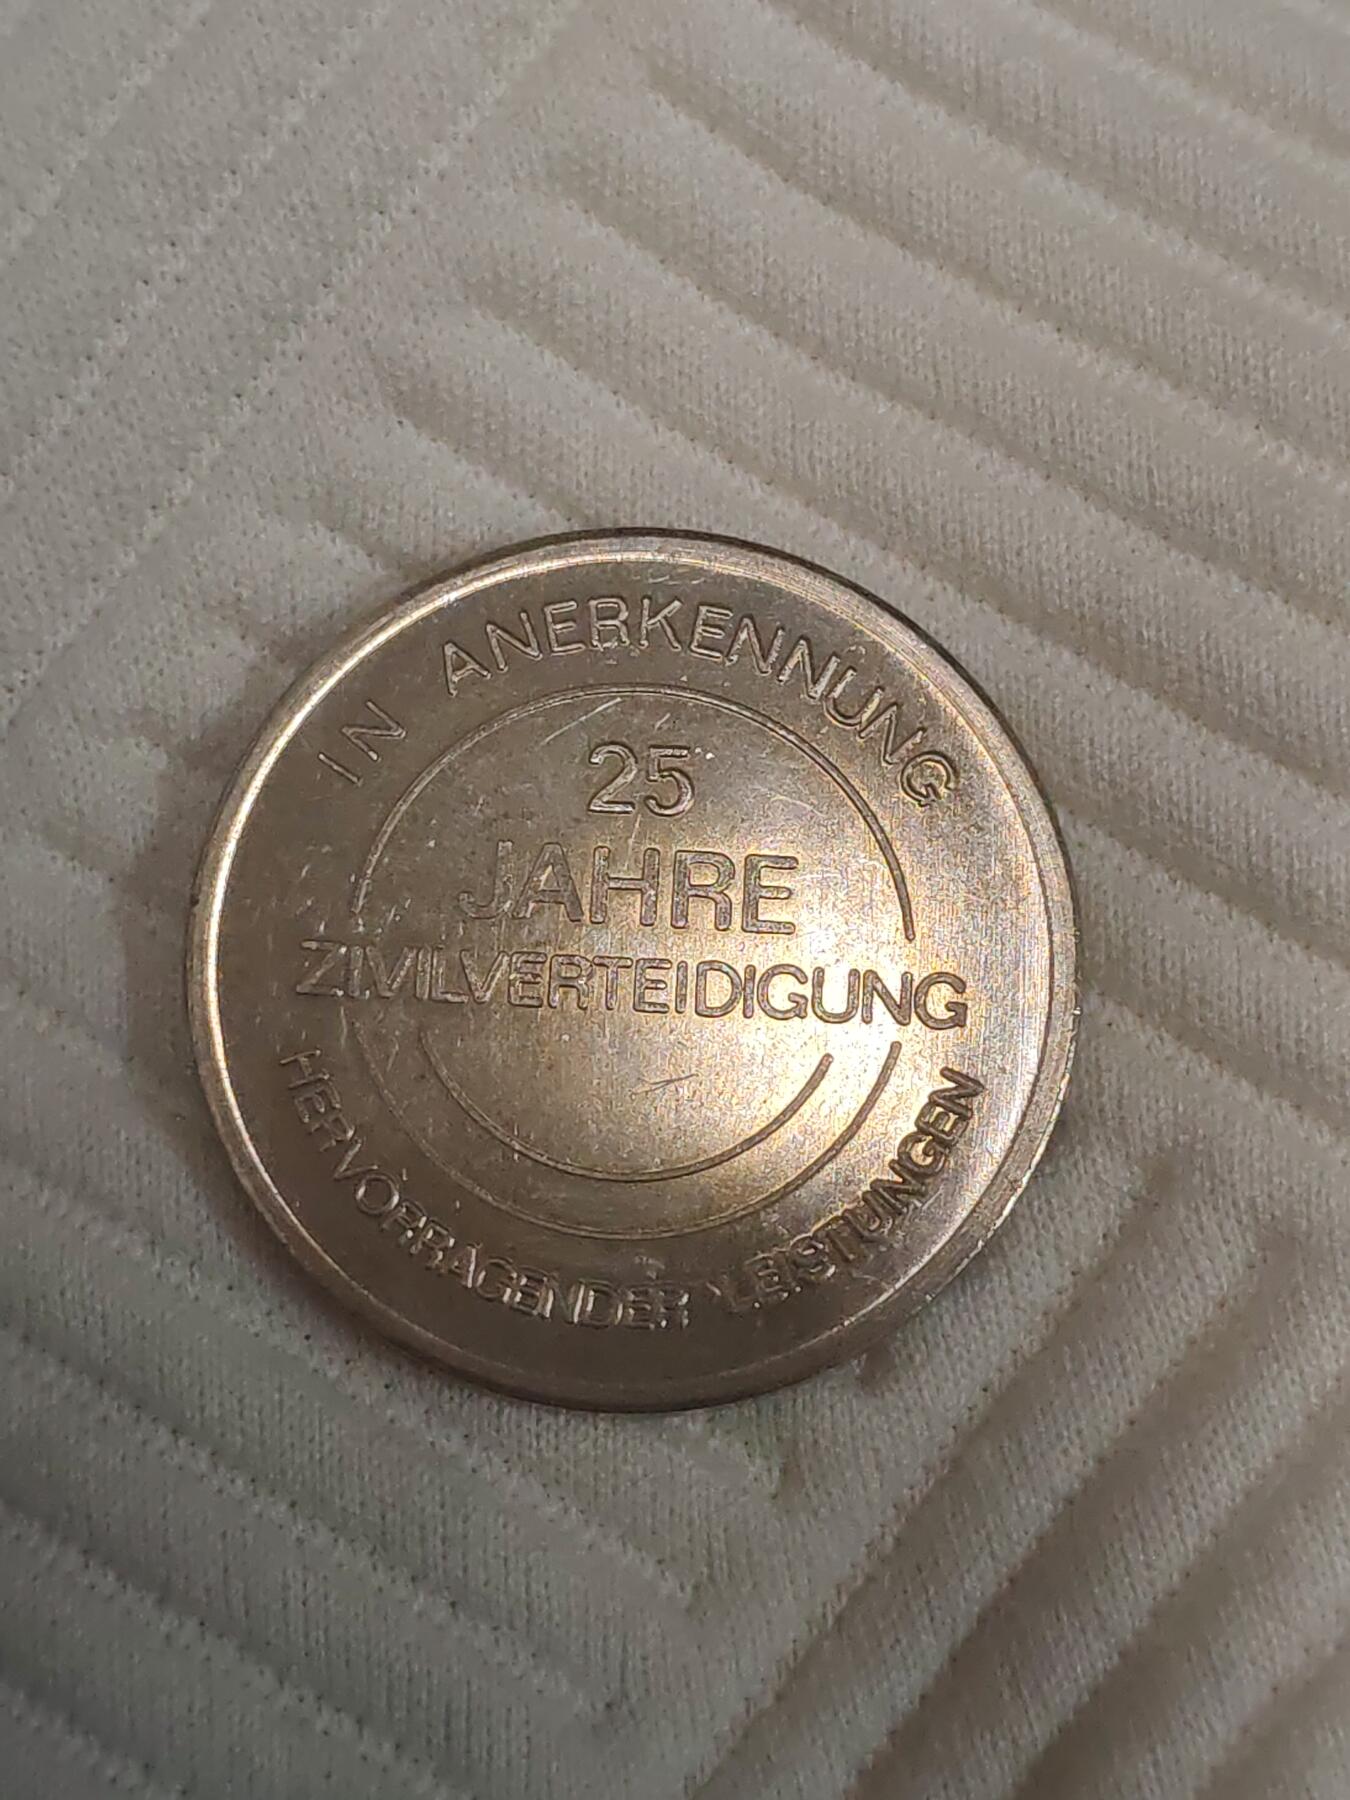 IN ANERKENNUNG
25
JAHRE
ZIVILVERTEIDIGUNG
HERVORRAGENDER LEISTUNGEN